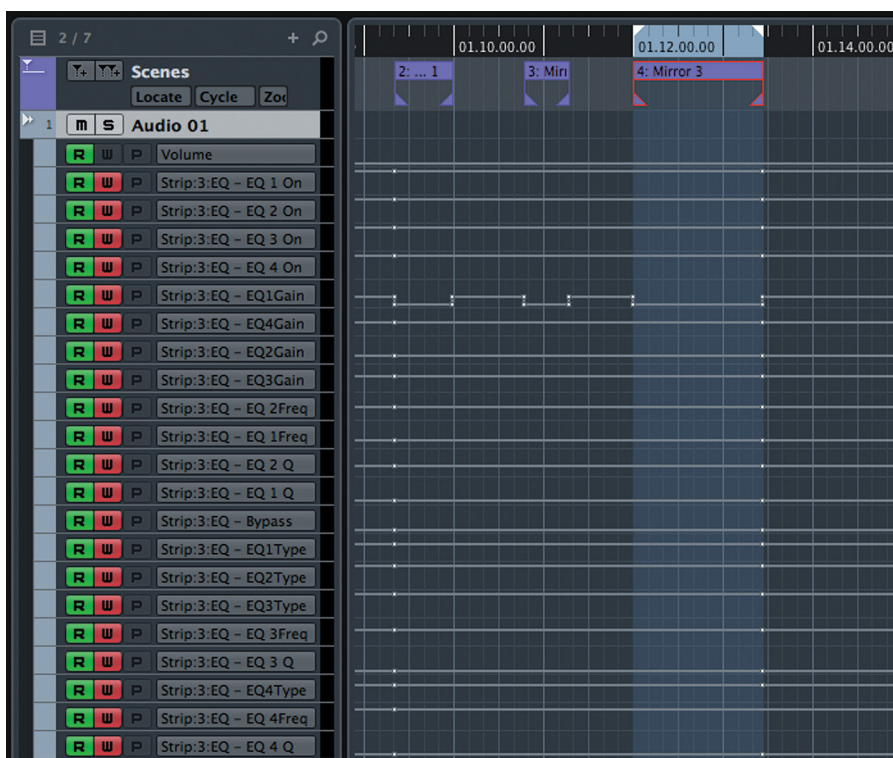 2 / 7
01.10.00.00 01.12.00.00 01.14.00.00
Scenes
2: ... 1 3: Miri 4: Mirror 3
Locate Cycle Zoo
1 m S Audio 01
R W P Volume
R W P Strip:3:EQ - EQ 1 On
R W P Strip:3:EQ - EQ 2 On
R W P Strip:3:EQ - EQ 3 On
R W P Strip:3:EQ - EQ 4 On
R W P Strip:3:EQ - EQ1Gain
R W P Strip:3:EQ - EQ4Gain
R W P Strip:3:EQ - EQ2Gain
R W P Strip:3:EQ - EQ3Gain
R W P Strip:3:EQ - EQ 2Freq
R W P Strip:3:EQ - EQ 1Freq
R W P Strip:3:EQ - EQ 2 Q
R W P Strip:3:EQ - EQ 1 Q
R W P Strip:3:EQ - Bypass
R W P Strip:3:EQ - EQ1Type
R W P Strip:3:EQ - EQ2Type
R W P Strip:3:EQ - EQ3Type
R W P Strip:3:EQ - EQ 3Freq
R W P Strip:3:EQ - EQ 3 Q
R W P Strip:3:EQ - EQ4Type
R W P Strip:3:EQ - EQ 4Freq
R W P Strip:3:EQ - EQ 4 Q